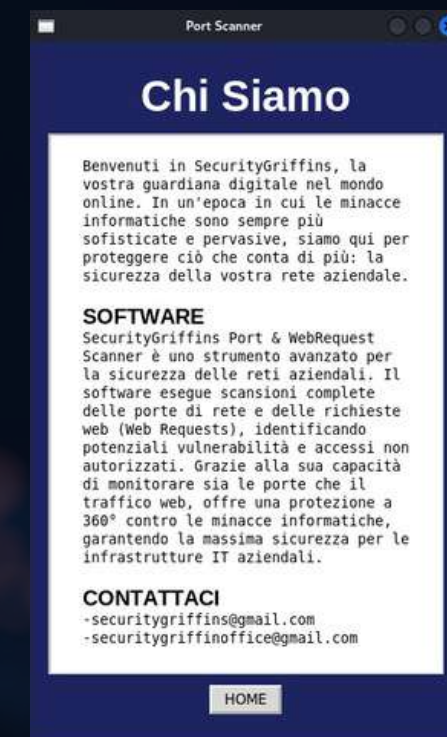 Port Scanner
Chi Siamo
Benvenuti in SecurityGriffins, la
vostra guardiana digitale nel mondo
online. In un'epoca in cui le minacce
informatiche sono sempre più
sofisticate e pervasive, siamo qui per
proteggere ciò che conta di più: la
sicurezza della vostra rete aziendale.
SOFTWARE
SecurityGriffins Port & WebRequest
Scanner è uno strumento avanzato per
la sicurezza delle reti aziendali. Il
software esegue scansioni complete
delle porte di rete e delle richieste
web (Web Requests), identificando
potenziali vulnerabilità e accessi non
autorizzati. Grazie alla sua capacità
di monitorare sia le porte che il
traffico web, offre una protezione a
360° contro le minacce informatiche,
garantendo la massima sicurezza per le
infrastrutture IT aziendali.
CONTATTACI
-securitygriffins@gmail.com
-securitygriffinoffice@gmail.com
HOME